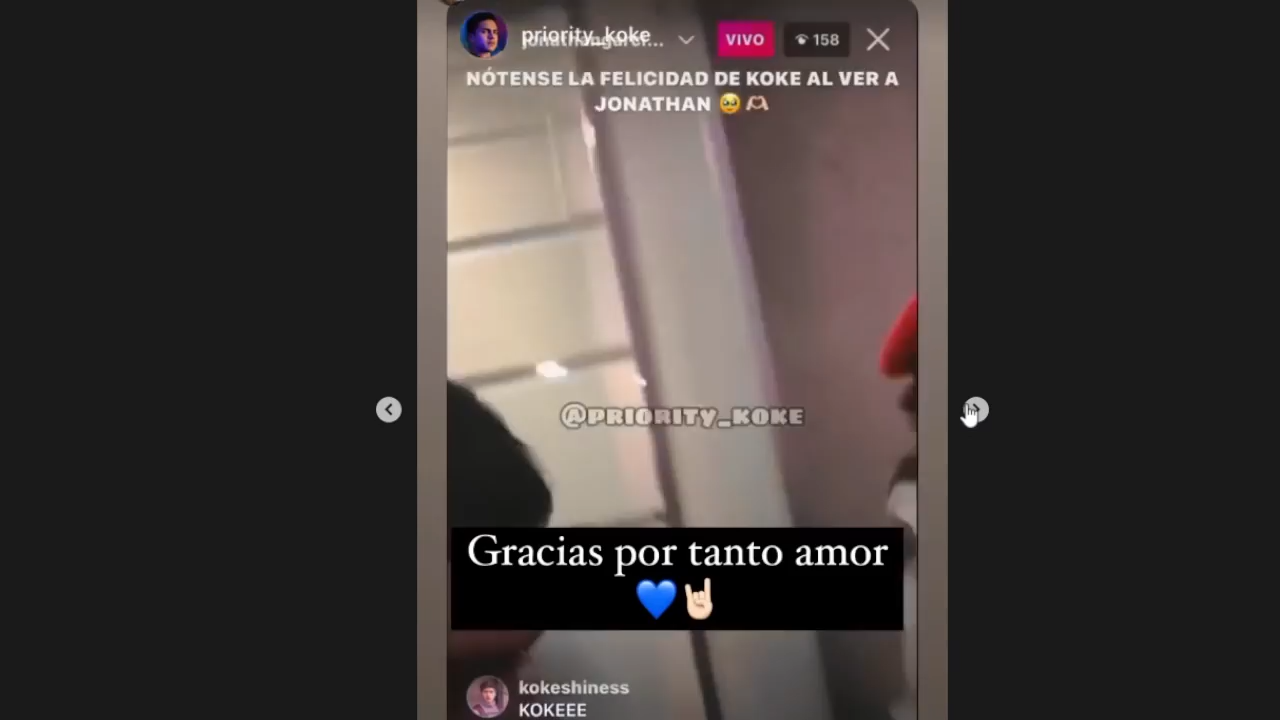 priority_koke
VIVO
158
NÓTENSE LA FELICIDAD DE KOKE AL VER A
JONATHAN 🥹🫶🏼
@PRIORITY_KOKE
Gracias por tanto amor
💙🤘🏻
kokeshiness
KOKEEE